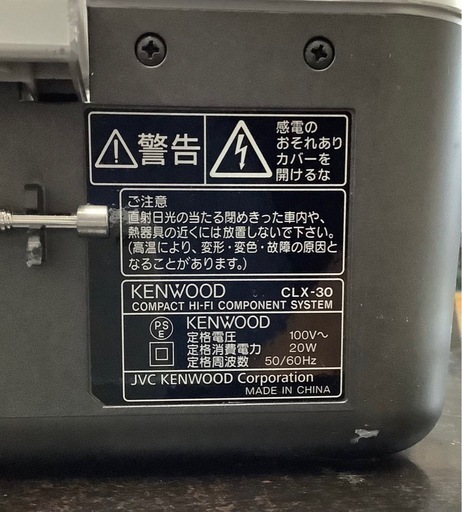 警告
感電の
おそれあり
カバーを
開けるな
ご注意
直射日光の当たる閉めきった車内や、
熱器具の近くには放置しないで下さい。
(高温により、変形・変色・故障の原因と
なることがあります。)
KENWOOD CLX-30
COMPACT HI-FI COMPONENT SYSTEM
PS
E
KENWOOD
定格電圧 100V～
定格消費電力 20W
定格周波数 50/60Hz
JVC KENWOOD Corporation
MADE IN CHINA